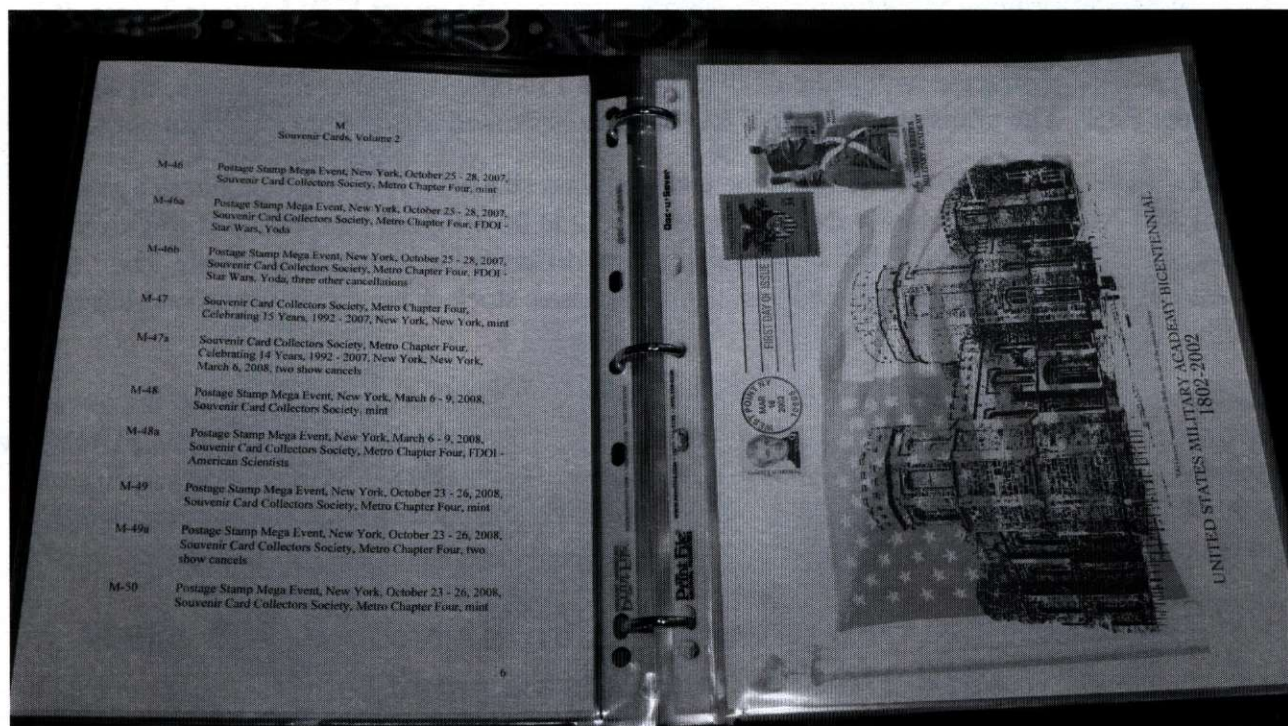 M
Souvenir Cards, Volume 2
M-46 Postage Stamp Mega Event, New York, October 25 - 28, 2007,
Souvenir Card Collectors Society, Metro Chapter Four, mint
M-46a Postage Stamp Mega Event, New York, October 25 - 28, 2007,
Souvenir Card Collectors Society, Metro Chapter Four, FDOI -
Star Wars, Yoda
M-46b Postage Stamp Mega Event, New York, October 25 - 28, 2007,
Souvenir Card Collectors Society, Metro Chapter Four, FDOI -
Star Wars, Yoda, three other cancellations
M-47 Souvenir Card Collectors Society, Metro Chapter Four,
Celebrating 15 Years, 1992 - 2007, New York, New York, mint
M-47a Souvenir Card Collectors Society, Metro Chapter Four,
Celebrating 14 Years, 1992 - 2007, New York, New York,
March 6, 2008, two show cancels
M-48 Postage Stamp Mega Event, New York, March 6 - 9, 2008,
Souvenir Card Collectors Society, mint
M-48a Postage Stamp Mega Event, New York, March 6 - 9, 2008,
Souvenir Card Collectors Society, Metro Chapter Four, FDOI -
American Scientists
M-49 Postage Stamp Mega Event, New York, October 23 - 26, 2008,
Souvenir Card Collectors Society, Metro Chapter Four, mint
M-49a Postage Stamp Mega Event, New York, October 23 - 26, 2008,
Souvenir Card Collectors Society, Metro Chapter Four, two
show cancels
M-50 Postage Stamp Mega Event, New York, October 23 - 26, 2008,
Souvenir Card Collectors Society, Metro Chapter Four, mint
6
Print File
MILITARY ACADEMY
FIRST DAY OF ISSUE
WEST POINT NY
MAR
16
2002
10996
UNITED STATES MILITARY ACADEMY BICENTENNIAL
1802-2002